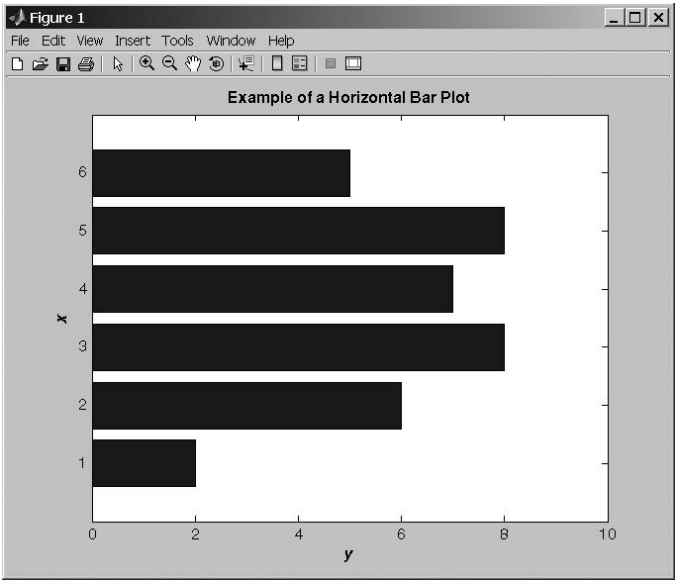 Figure 1
File Edit View Insert Tools Window Help
Example of a Horizontal Bar Plot
6
5
4
3
2
1
x
0 2 4 6 8 10
y